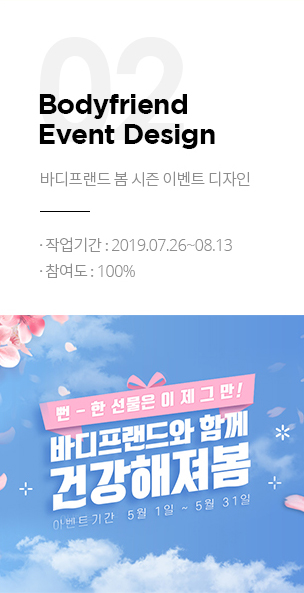 02
Bodyfriend
Event Design
바디프랜드 봄 시즌 이벤트 디자인
· 작업기간 : 2019.07.26~08.13
· 참여도 : 100%
뻔 - 한 선물은 이 제 그 만!
바디프랜드와 함께
건강해져봄
이벤트기간 5월 1일 ~ 5월 31일